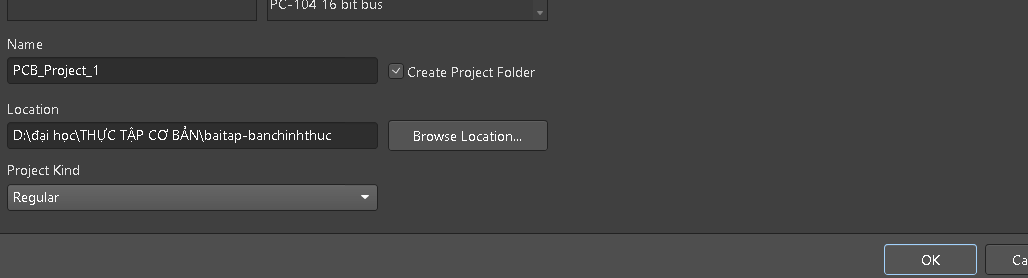 PC-104 16 bit bus
Name
PCB_Project_1
Create Project Folder
Location
D:\đại học\THỰC TẬP CƠ BẢN\baitap-banchinhthuc
Browse Location...
Project Kind
Regular
OK